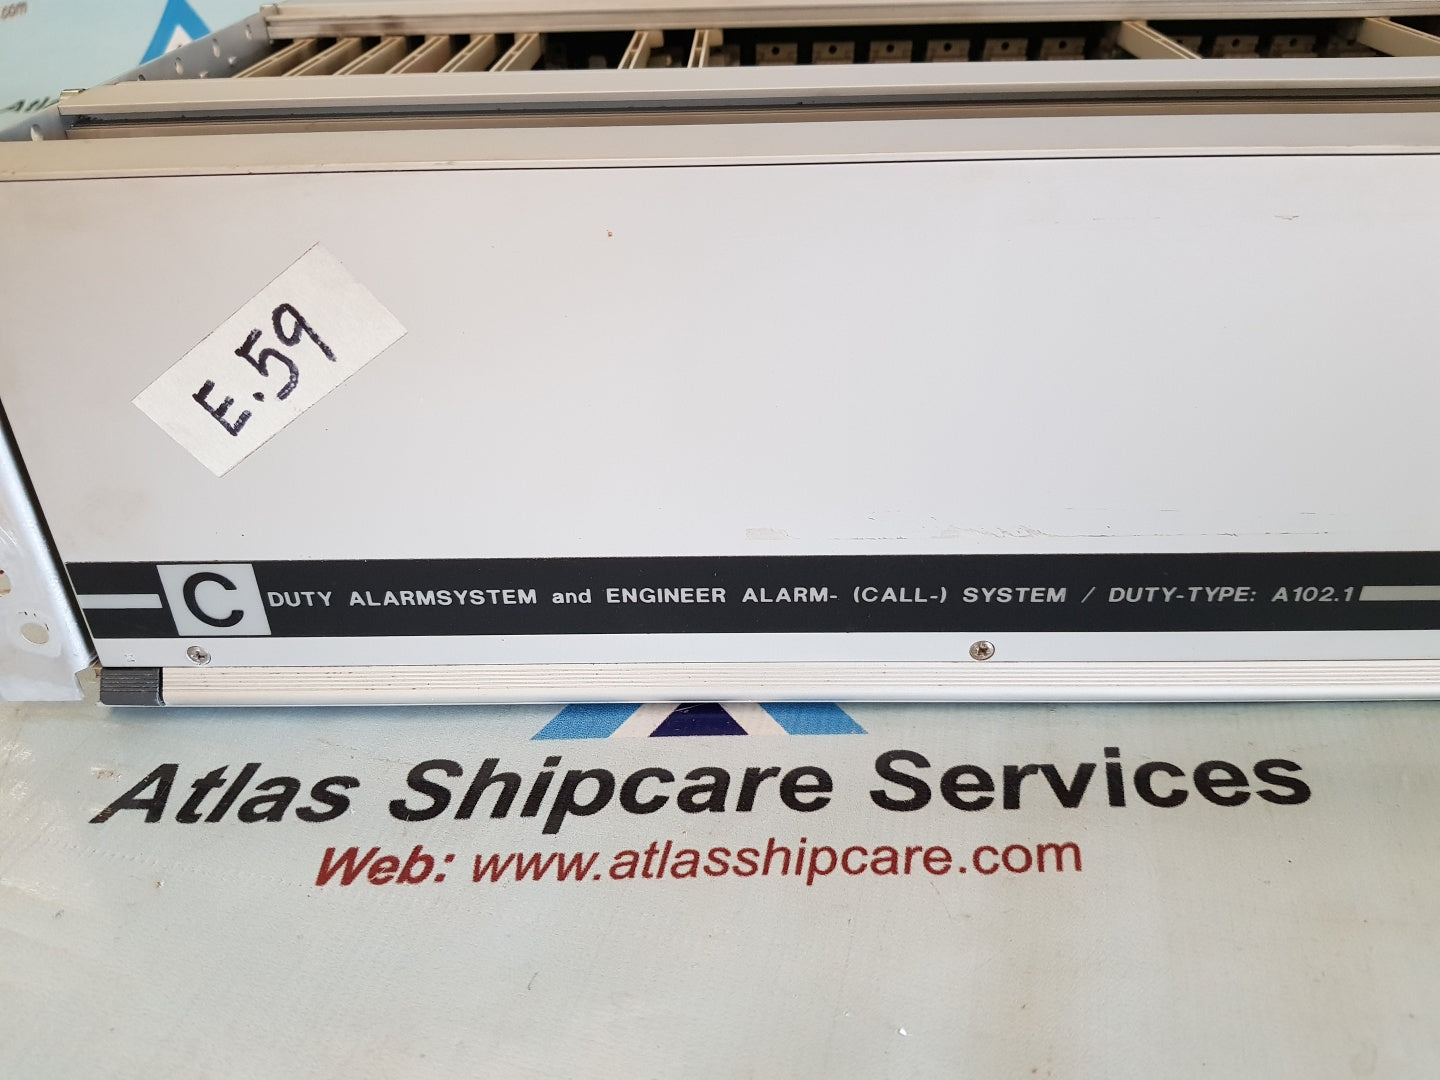 com
E.59
C DUTY ALARMSYSTEM and ENGINEER ALARM- (CALL-) SYSTEM / DUTY-TYPE: A102.1
Atlas Shipcare Services
Web: www.atlasshipcare.com